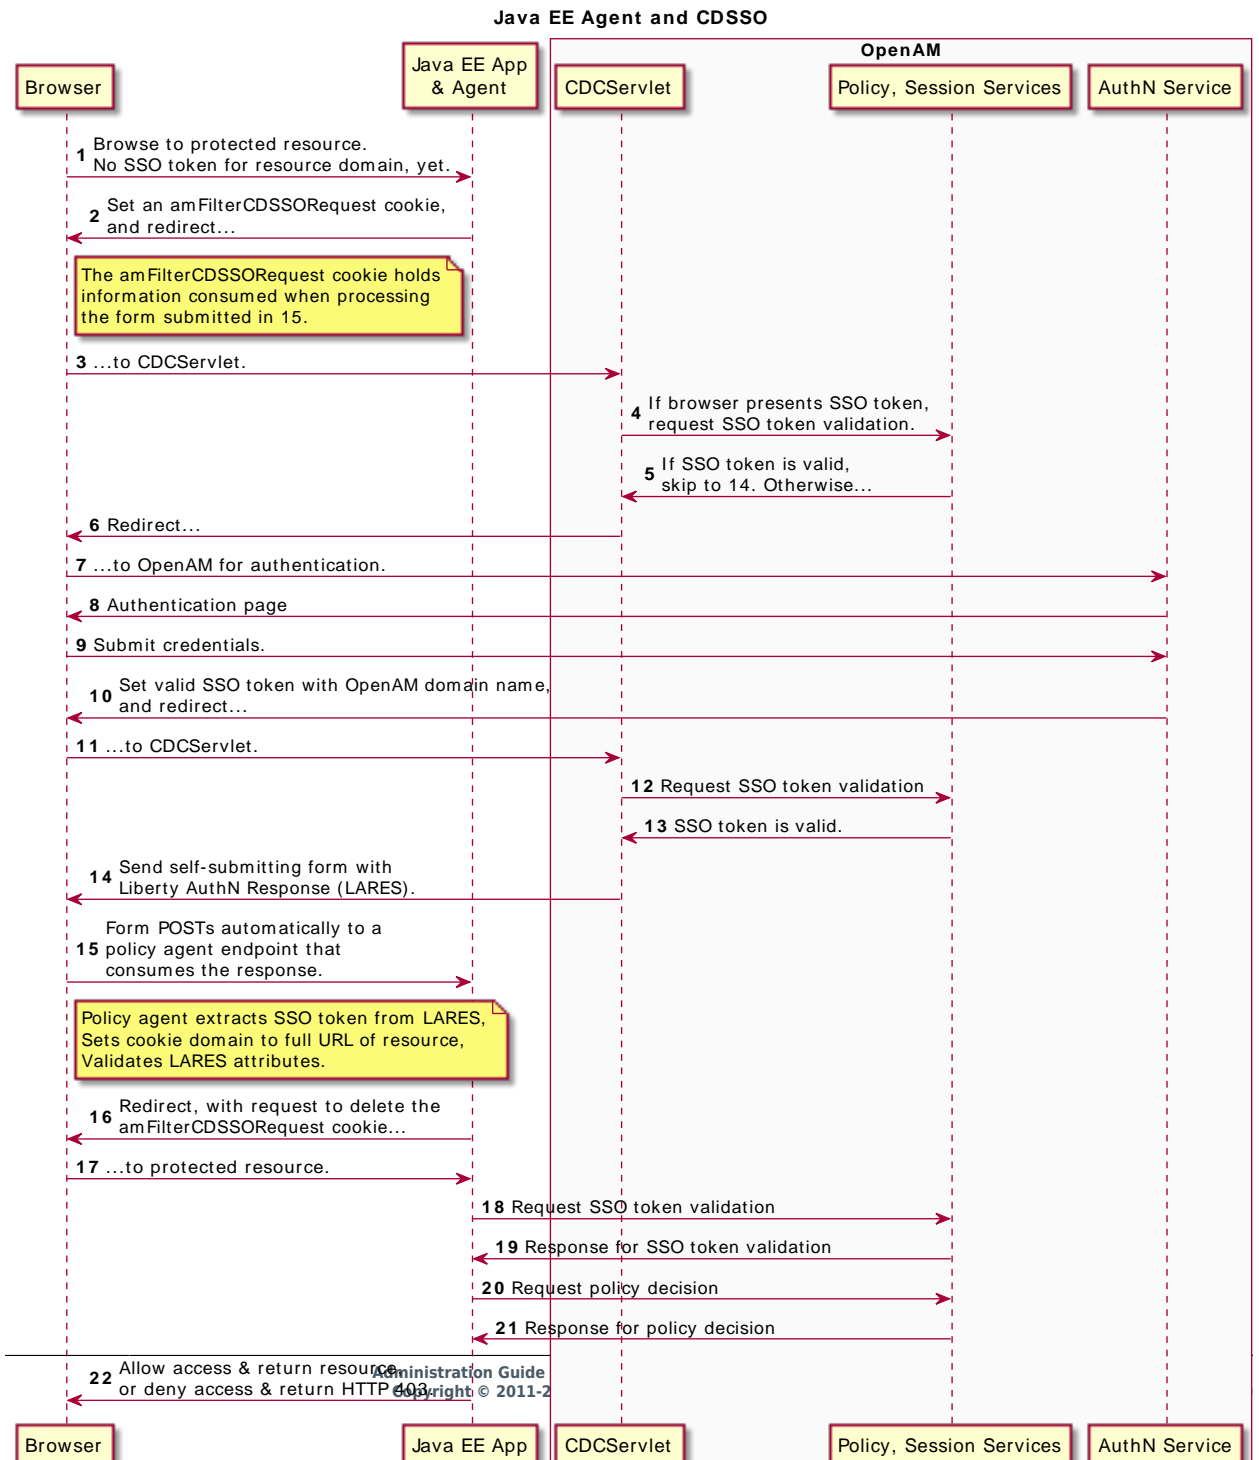 Java EE Agent and CDSSO
OpenAM
Browser
Java EE App
& Agent
CDCServlet
Policy, Session Services
AuthN Service
1 Browse to protected resource.
No SSO token for resource domain, yet.
2 Set an amFilterCDSSORequest cookie,
and redirect...
The amFilterCDSSORequest cookie holds
information consumed when processing
the form submitted in 15.
3 ...to CDCServlet.
4 If browser presents SSO token,
request SSO token validation.
5 If SSO token is valid,
skip to 14. Otherwise...
6 Redirect...
7 ...to OpenAM for authentication.
8 Authentication page
9 Submit credentials.
10 Set valid SSO token with OpenAM domain name,
and redirect...
11 ...to CDCServlet.
12 Request SSO token validation
13 SSO token is valid.
14 Send self-submitting form with
Liberty AuthN Response (LARES).
15 Form POSTs automatically to a
policy agent endpoint that
consumes the response.
Policy agent extracts SSO token from LARES,
Sets cookie domain to full URL of resource,
Validates LARES attributes.
16 Redirect, with request to delete the
amFilterCDSSORequest cookie...
17 ...to protected resource.
18 Request SSO token validation
19 Response for SSO token validation
20 Request policy decision
21 Response for policy decision
22 Allow access & return resource,
or deny access & return HTTP 403.
Administration Guide
Copyright © 2011-2
Browser
Java EE App
CDCServlet
Policy, Session Services
AuthN Service